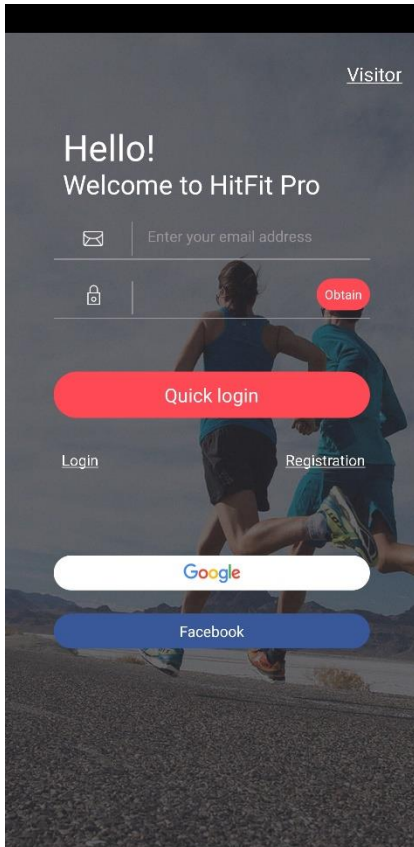 Visitor
Hello!
Welcome to HitFit Pro
Enter your email address
Obtain
Quick login
Login Registration
Google
Facebook